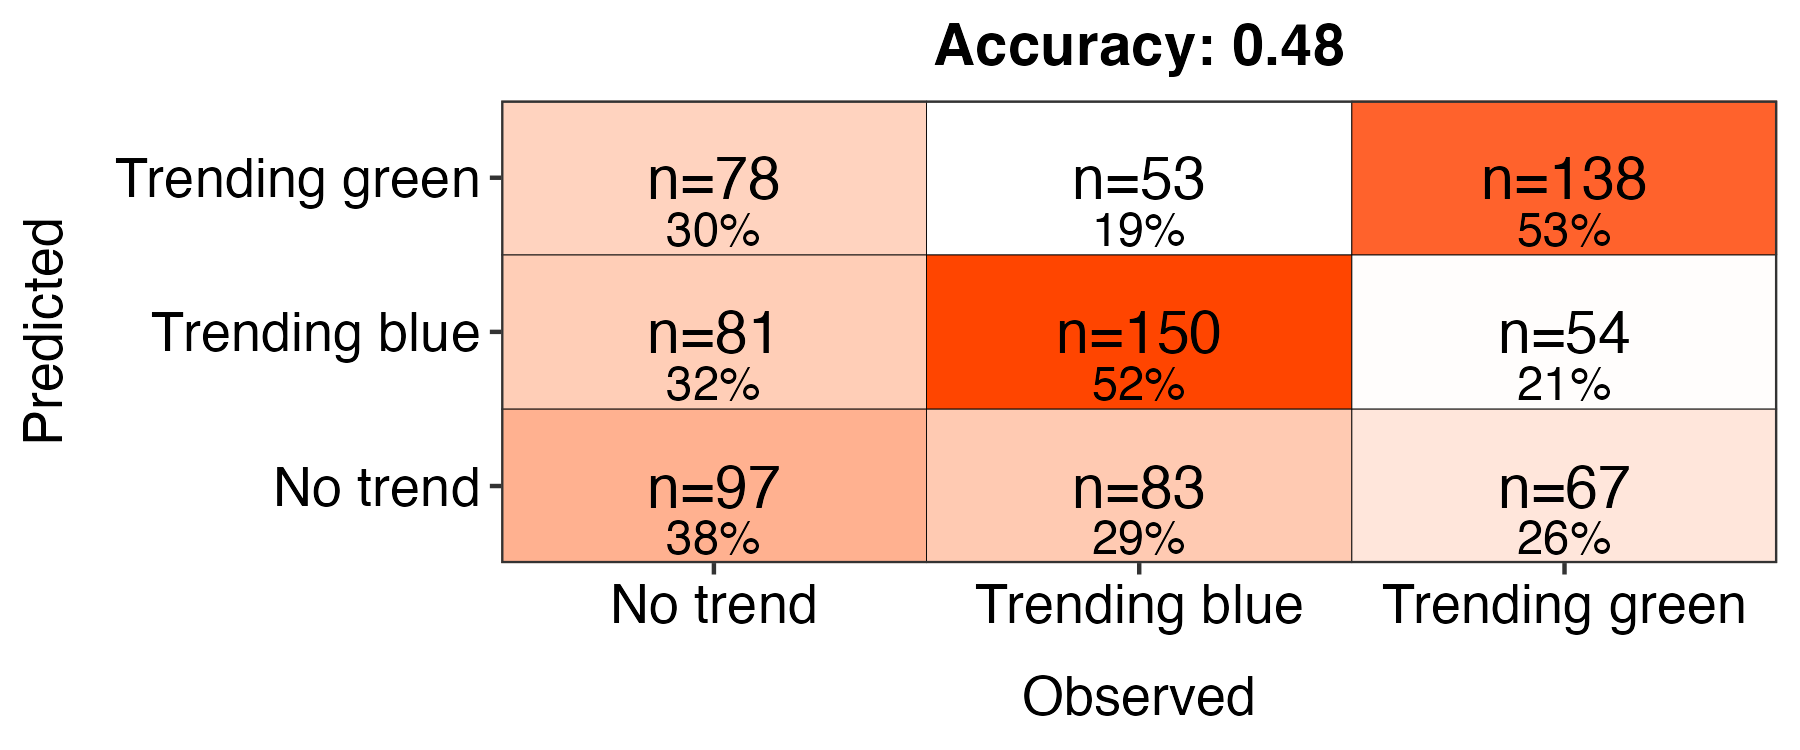 Accuracy: 0.48
Predicted
Trending green
n=78
30%
n=53
19%
n=138
53%
Trending blue
n=81
32%
n=150
52%
n=54
21%
No trend
n=97
38%
n=83
29%
n=67
26%
No trend
Trending blue
Trending green
Observed